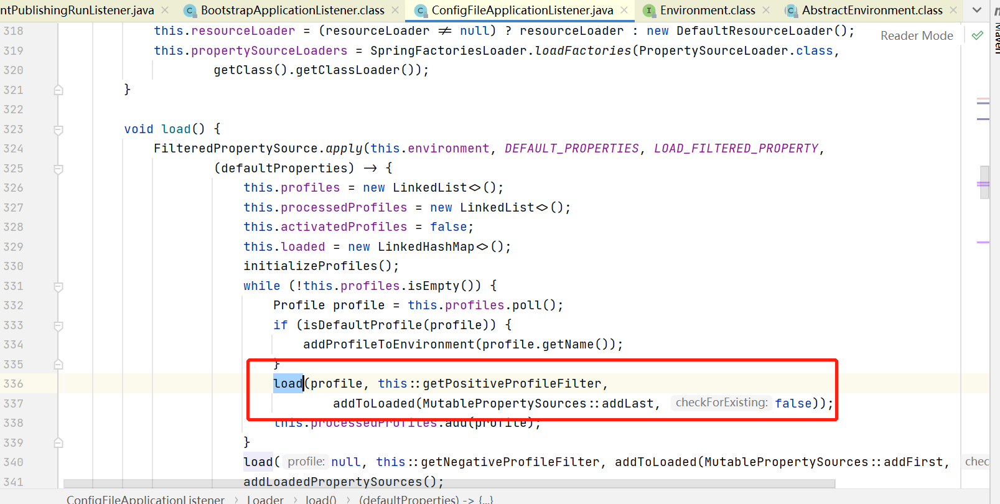 ntPublishingRunListener.java BootstrapApplicationListener.class ConfigFileApplicationListener.java Environment.class AbstractEnvironment.class
Maven
Reader Mode
318 this.resourceLoader = (resourceLoader ≠ null) ? resourceLoader : new DefaultResourceLoader();
319 this.propertySourceLoaders = SpringFactoriesLoader.loadFactories(PropertySourceLoader.class,
320 getClass().getClassLoader());
321 }
322
323 void load() {
324 FilteredPropertySource.apply(this.environment, DEFAULT_PROPERTIES, LOAD_FILTERED_PROPERTY,
325 (defaultProperties) → {
326 this.profiles = new LinkedList<>();
327 this.processedProfiles = new LinkedList<>();
328 this.activatedProfiles = false;
329 this.loaded = new LinkedHashMap<>();
330 initializeProfiles();
331 while (!this.profiles.isEmpty()) {
332 Profile profile = this.profiles.poll();
333 if (isDefaultProfile(profile)) {
334 addProfileToEnvironment(profile.getName());
335 }
336 load(profile, this::getPositiveProfileFilter,
337 addToLoaded(MutablePropertySources::addLast, checkForExisting: false));
338 this.processedProfiles.add(profile);
339 }
340 load( profile: null, this::getNegativeProfileFilter, addToLoaded(MutablePropertySources::addFirst, chec
341 addLoadedPropertySources();
ConfigFileApplicationListener > Loader > load() > (defaultProperties) -> {...}